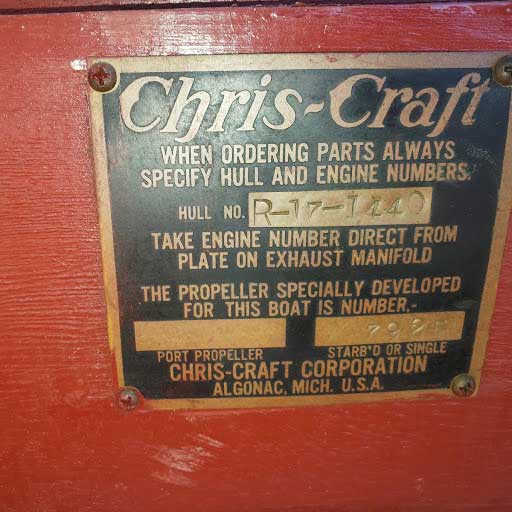 Chris-Craft
WHEN ORDERING PARTS ALWAYS
SPECIFY HULL AND ENGINE NUMBERS.
HULL NO. R-17-1440
TAKE ENGINE NUMBER DIRECT FROM
PLATE ON EXHAUST MANIFOLD
THE PROPELLER SPECIALLY DEVELOPED
FOR THIS BOAT IS NUMBER.-
PORT PROPELLER
STARB'D OR SINGLE
CHRIS-CRAFT CORPORATION
ALGONAC, MICH. U.S.A.